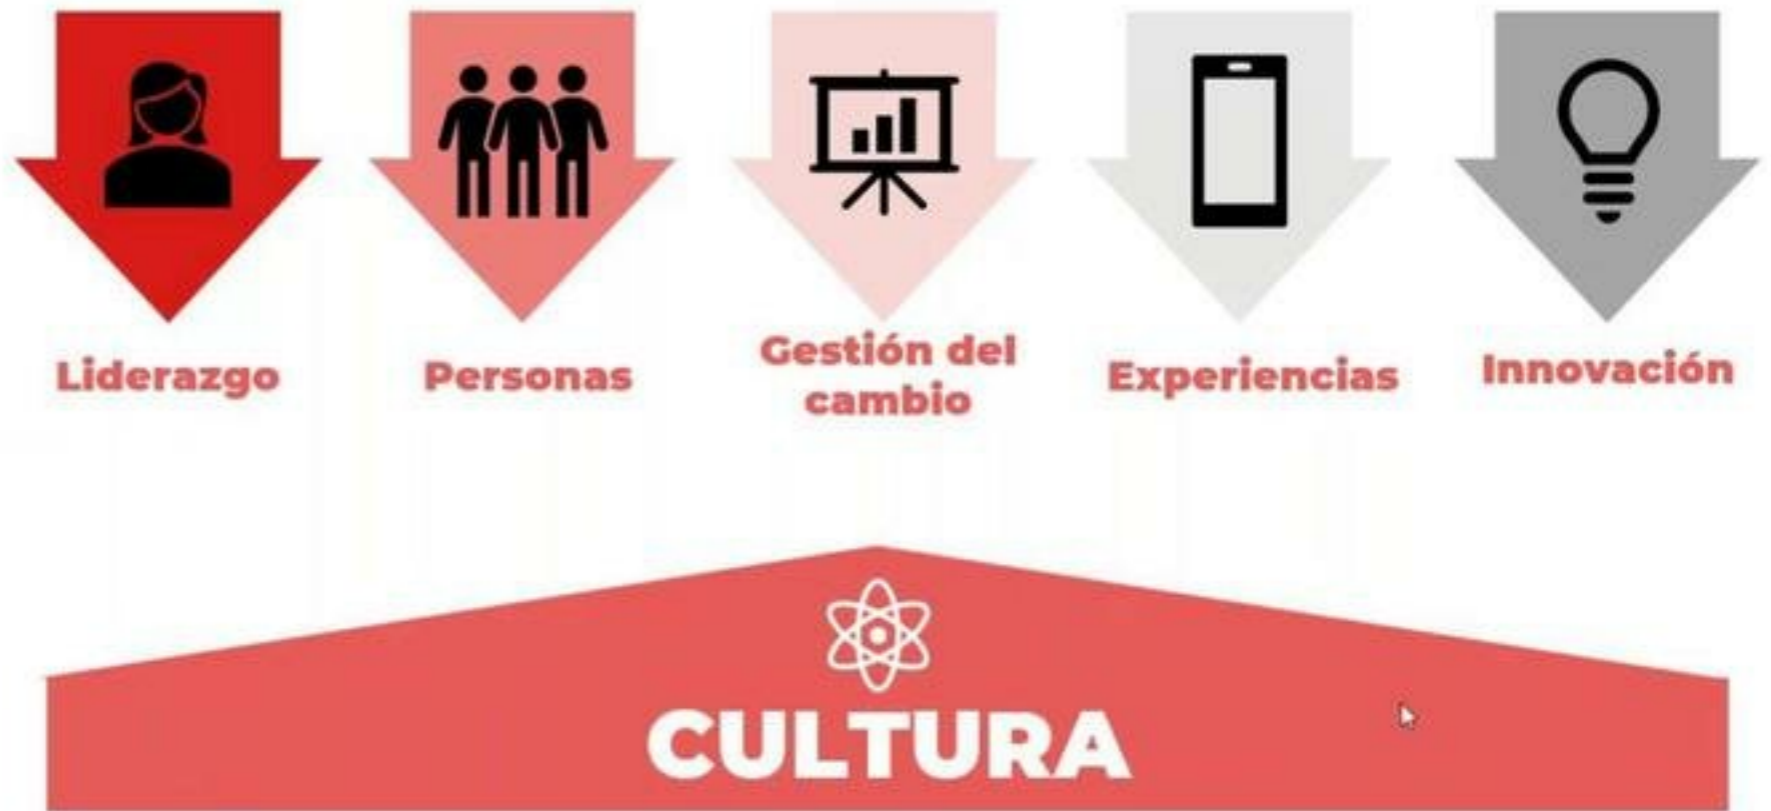 Liderazgo
Personas
Gestión del
cambio
Experiencias
Innovación
CULTURA